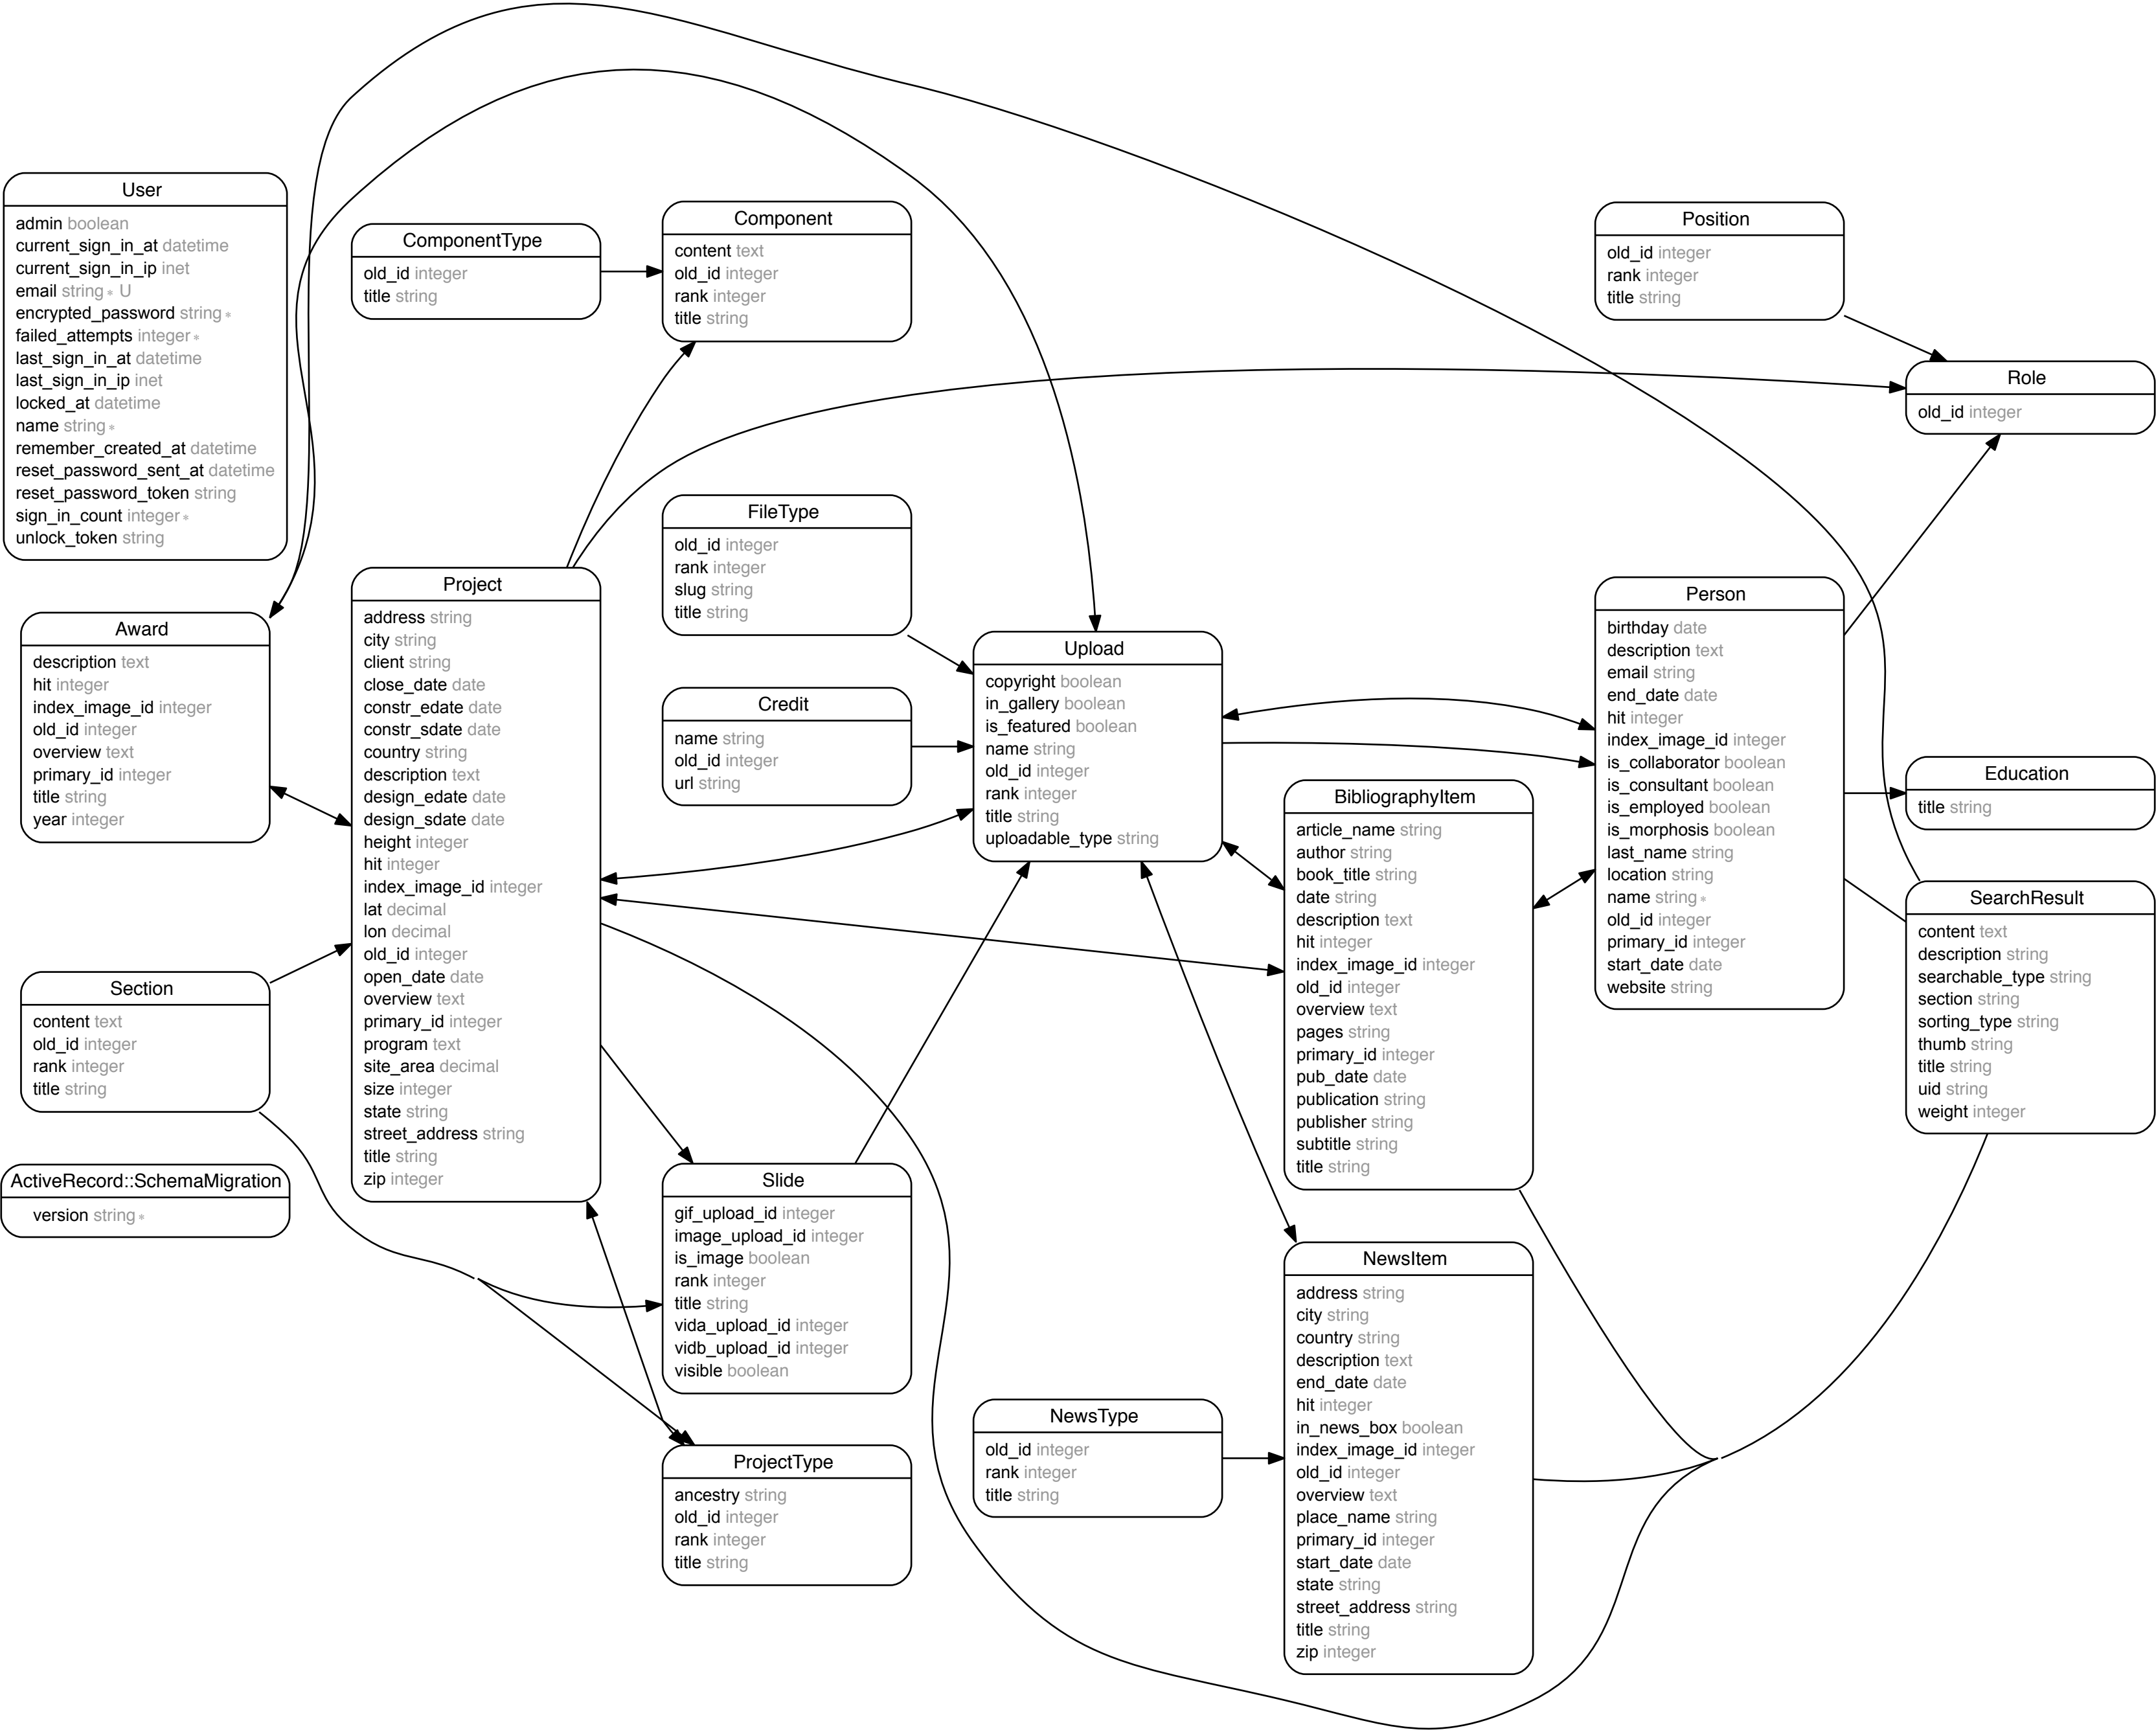 User
admin boolean
current_sign_in_at datetime
current_sign_in_ip inet
email string * U
encrypted_password string *
failed_attempts integer *
last_sign_in_at datetime
last_sign_in_ip inet
locked_at datetime
name string *
remember_created_at datetime
reset_password_sent_at datetime
reset_password_token string
sign_in_count integer *
unlock_token string
ComponentType
old_id integer
title string
Component
content text
old_id integer
rank integer
title string
Position
old_id integer
rank integer
title string
Role
old_id integer
FileType
old_id integer
rank integer
slug string
title string
Award
description text
hit integer
index_image_id integer
old_id integer
overview text
primary_id integer
title string
year integer
Project
address string
city string
client string
close_date date
constr_edate date
constr_sdate date
country string
description text
design_edate date
design_sdate date
height integer
hit integer
index_image_id integer
lat decimal
lon decimal
old_id integer
open_date date
overview text
primary_id integer
program text
site_area decimal
size integer
state string
street_address string
title string
zip integer
Credit
name string
old_id integer
url string
Upload
copyright boolean
in_gallery boolean
is_featured boolean
name string
old_id integer
rank integer
title string
uploadable_type string
Person
birthday date
description text
email string
end_date date
hit integer
index_image_id integer
is_collaborator boolean
is_consultant boolean
is_employed boolean
is_morphosis boolean
last_name string
location string
name string *
old_id integer
primary_id integer
start_date date
website string
Education
title string
BibliographyItem
article_name string
author string
book_title string
date string
description text
hit integer
index_image_id integer
old_id integer
overview text
pages string
primary_id integer
pub_date date
publication string
publisher string
subtitle string
title string
SearchResult
content text
description string
searchable_type string
section string
sorting_type string
thumb string
title string
uid string
weight integer
Section
content text
old_id integer
rank integer
title string
ActiveRecord::SchemaMigration
version string *
Slide
gif_upload_id integer
image_upload_id integer
is_image boolean
rank integer
title string
vida_upload_id integer
vidb_upload_id integer
visible boolean
NewsItem
address string
city string
country string
description text
end_date date
hit integer
in_news_box boolean
index_image_id integer
old_id integer
overview text
place_name string
primary_id integer
start_date date
state string
street_address string
title string
zip integer
NewsType
old_id integer
rank integer
title string
ProjectType
ancestry string
old_id integer
rank integer
title string